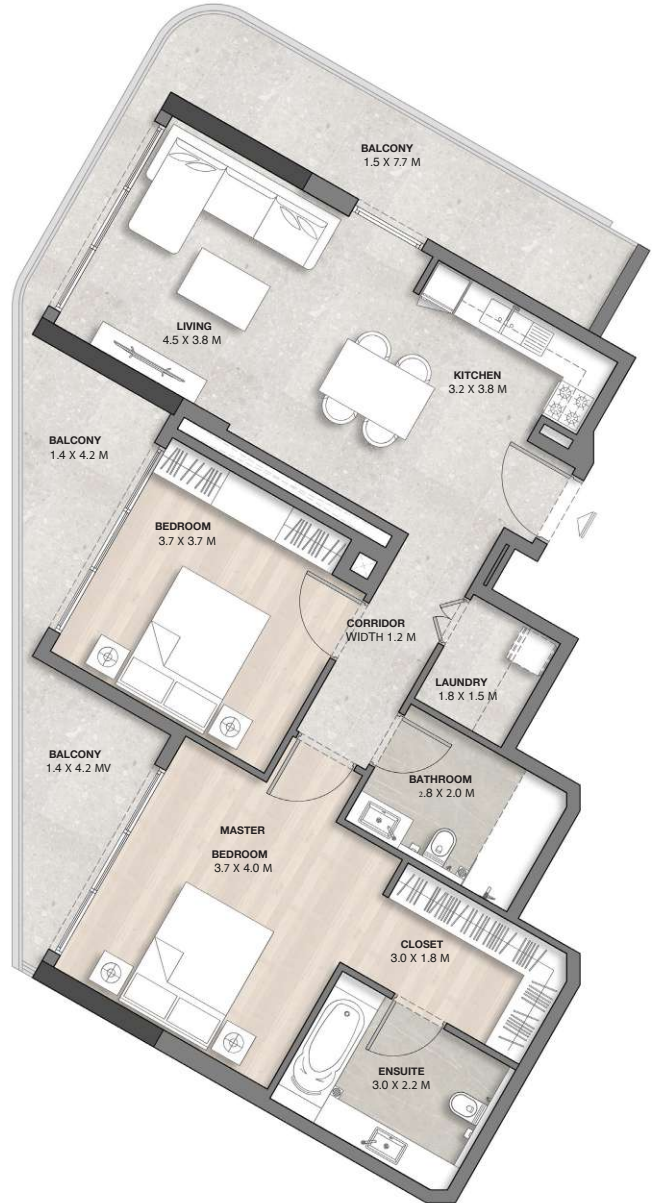 BALCONY
1.5 X 7.7 M
LIVING
4.5 X 3.8 M
KITCHEN
3.2 X 3.8 M
BALCONY
1.4 X 4.2 M
BEDROOM
3.7 X 3.7 M
CORRIDOR
WIDTH 1.2 M
LAUNDRY
1.8 X 1.5 M
BALCONY
1.4 X 4.2 MV
BATHROOM
2.8 X 2.0 M
MASTER
BEDROOM
3.7 X 4.0 M
CLOSET
3.0 X 1.8 M
ENSUITE
3.0 X 2.2 M